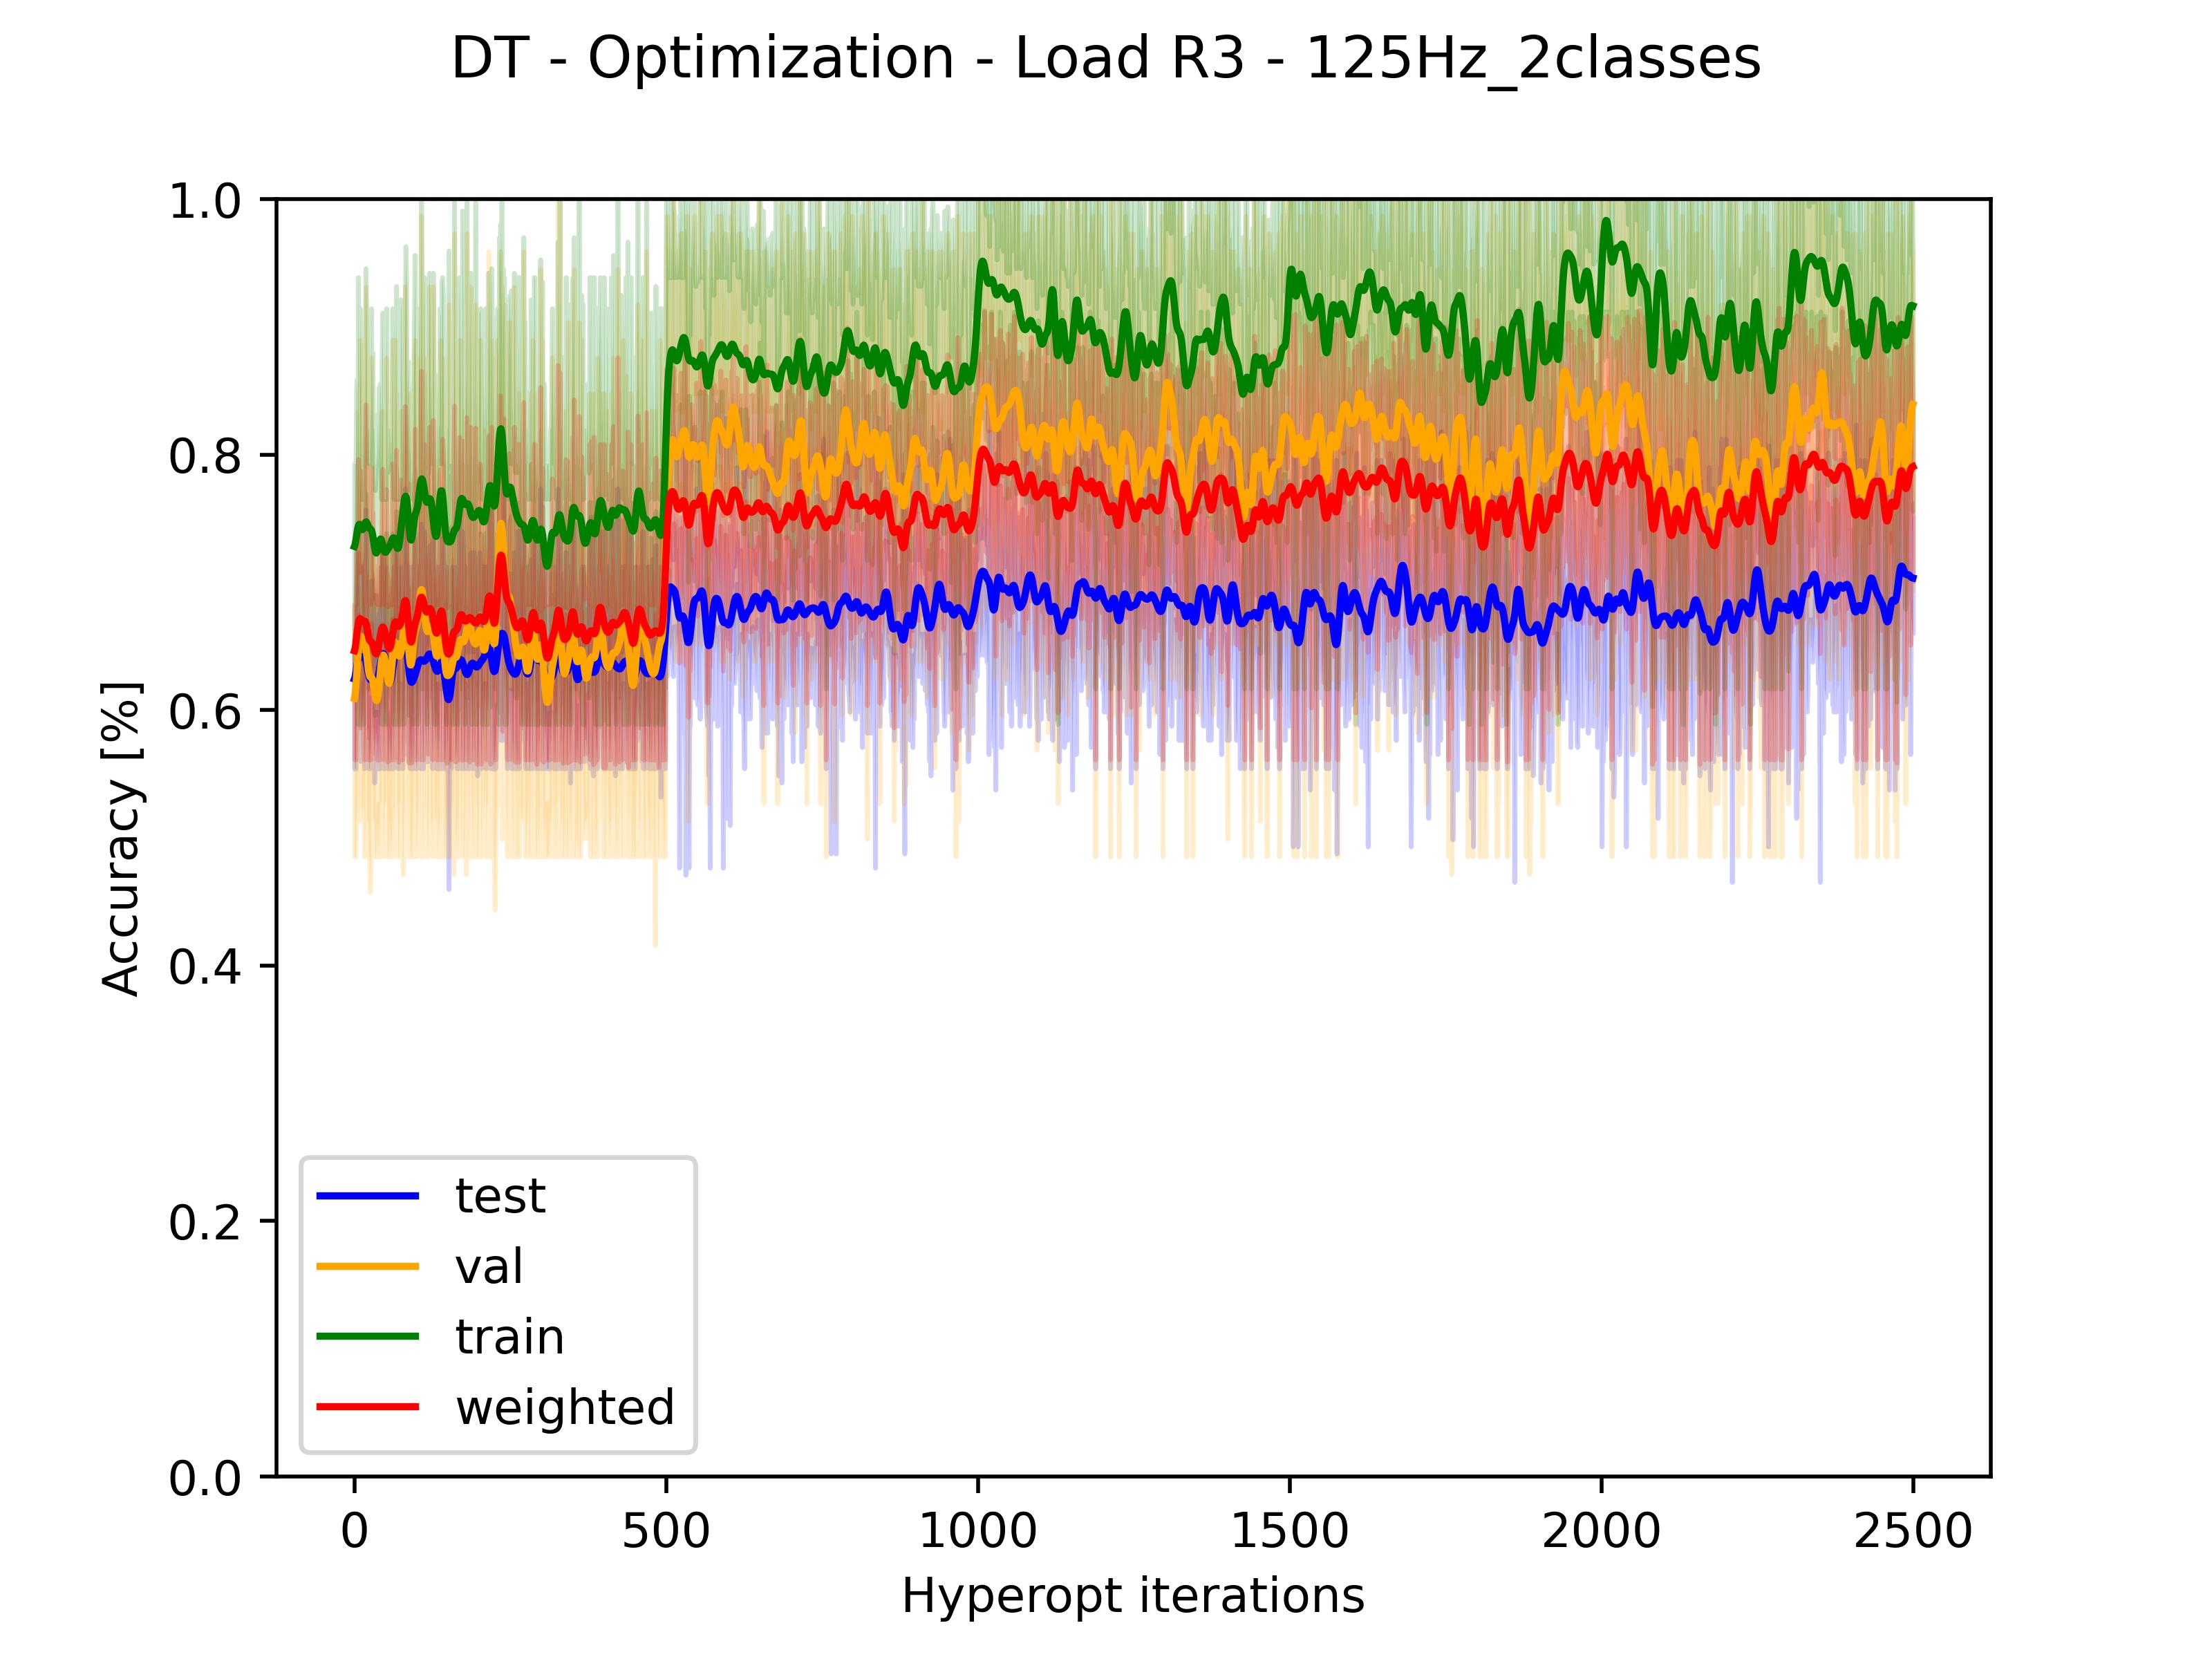 DT - Optimization - Load R3 - 125Hz_2classes
1.0
0.8
0.6
0.4
0.2
0.0
Accuracy [%]
test
val
train
weighted
0 500 1000 1500 2000 2500
Hyperopt iterations